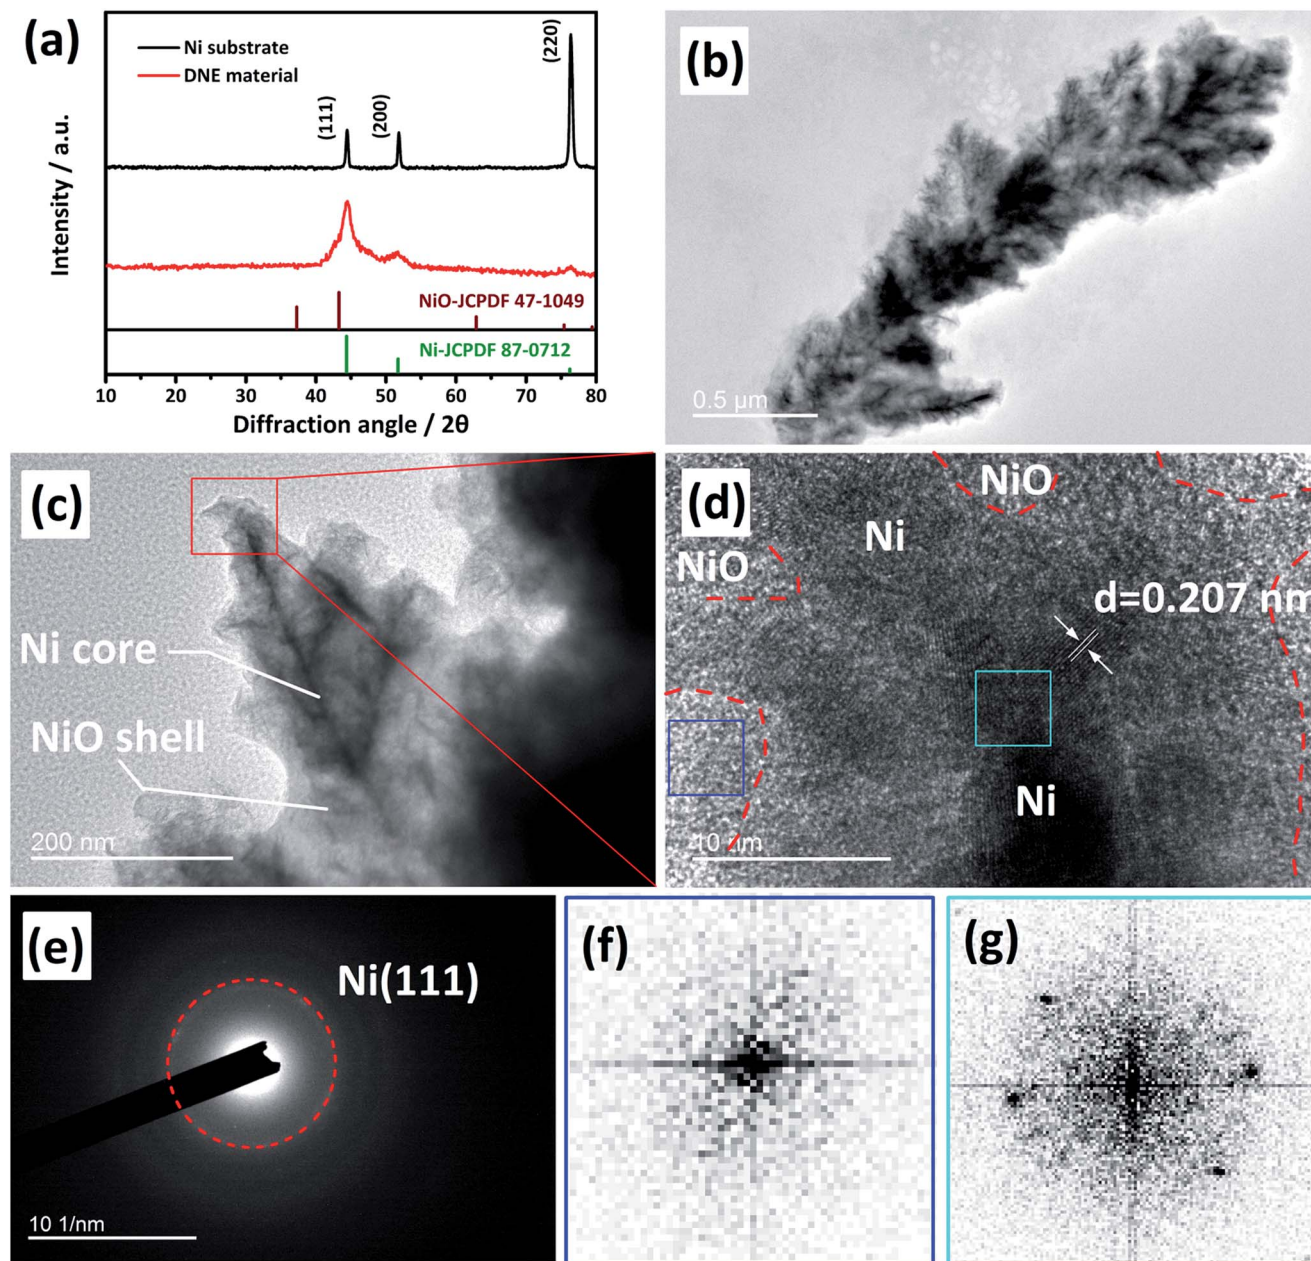 (a)
Ni substrate
DNE material
(111)
(200)
(220)
Intensity / a.u.
NiO-JCPDF 47-1049
Ni-JCPDF 87-0712
10 20 30 40 50 60 70 80
Diffraction angle / 2θ
(b)
0.5 μm
(c)
Ni core
NiO shell
200 nm
(d)
NiO
Ni
NiO
d=0.207 nm
Ni
10 nm
(e)
Ni(111)
10 1/nm
(f)
(g)